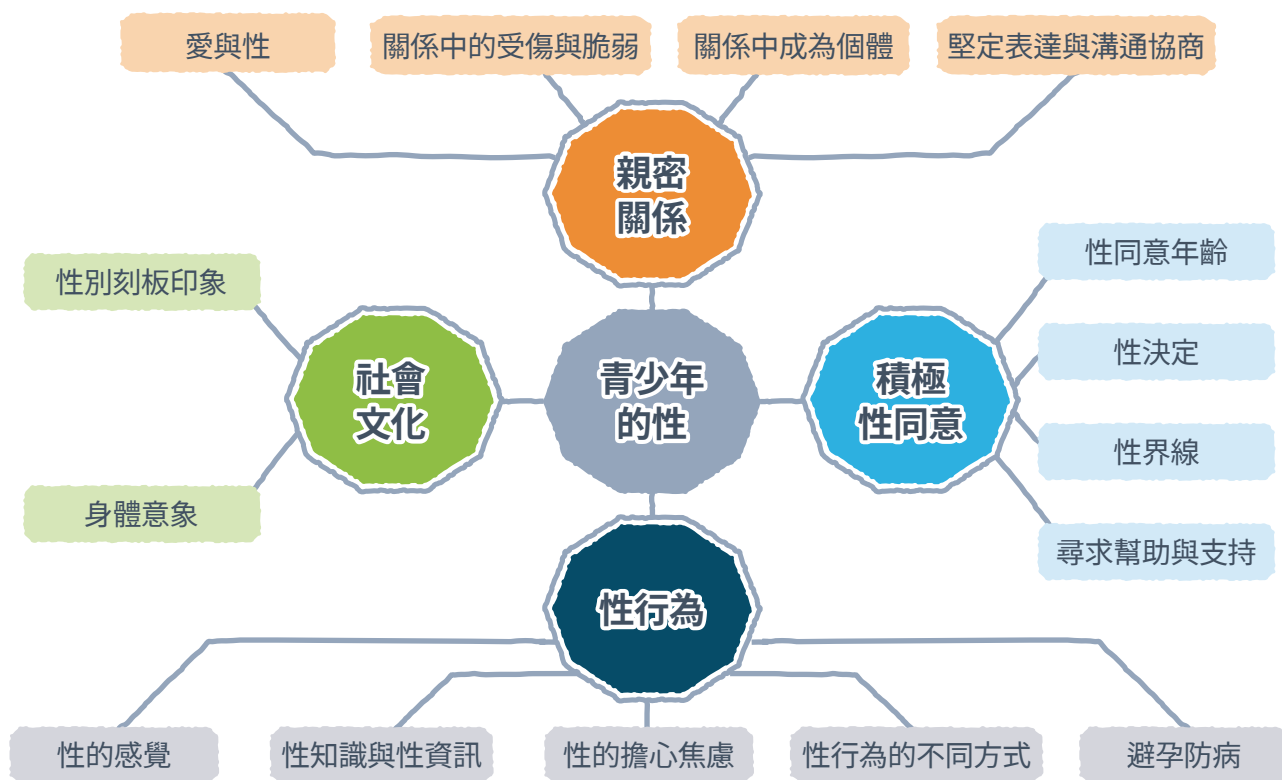 愛與性
關係中的受傷與脆弱
關係中成為個體
堅定表達與溝通協商
親密
關係
性別刻板印象
身體意象
社會
文化
青少年
的性
積極
性同意
性同意年齡
性決定
性界線
尋求幫助與支持
性行為
性的感覺
性知識與性資訊
性的擔心焦慮
性行為的不同方式
避孕防病